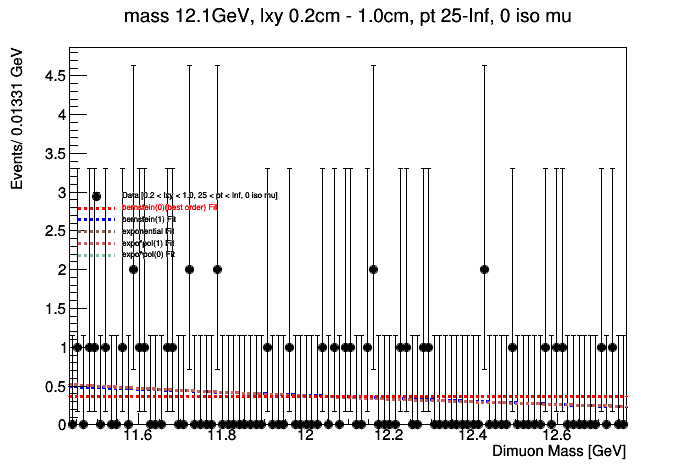 mass 12.1GeV, lxy 0.2cm - 1.0cm, pt 25-Inf, 0 iso mu
Events/ 0.01331 GeV
4.5
4
3.5
3
2.5
2
1.5
1
0.5
0
Data [0.2 < lxy < 1.0, 25 < pt < Inf, 0 iso mu]
bernstein(0)(best order) Fit
bernstein(1) Fit
exponential Fit
expo*pol(1) Fit
expo*pol(0) Fit
11.6 11.8 12 12.2 12.4 12.6
Dimuon Mass [GeV]